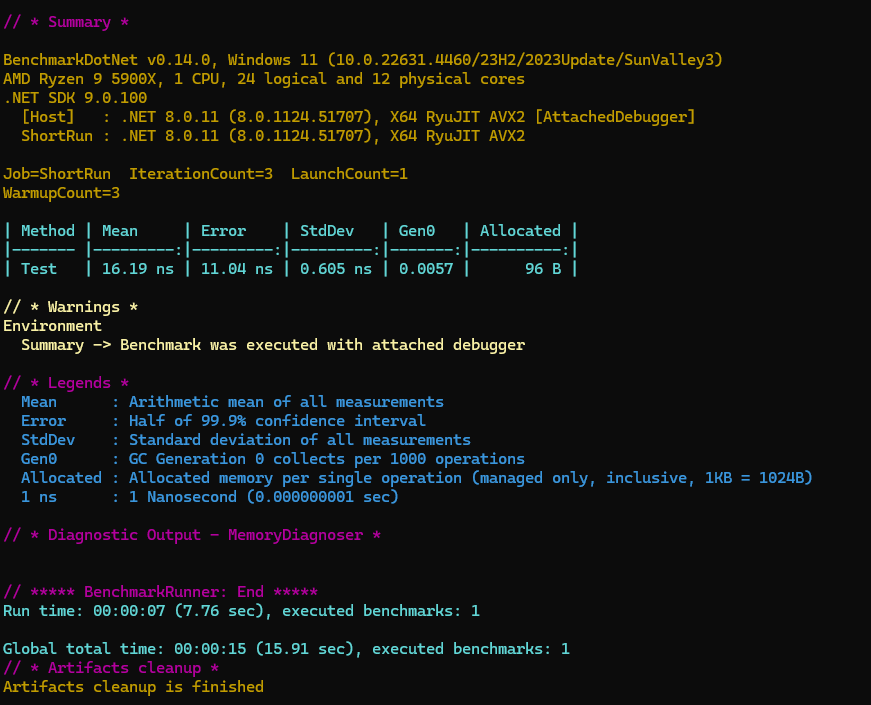 // * Summary *
BenchmarkDotNet v0.14.0, Windows 11 (10.0.22631.4460/23H2/2023Update/SunValley3)
AMD Ryzen 9 5900X, 1 CPU, 24 logical and 12 physical cores
.NET SDK 9.0.100
  [Host]   : .NET 8.0.11 (8.0.1124.51707), X64 RyuJIT AVX2 [AttachedDebugger]
  ShortRun : .NET 8.0.11 (8.0.1124.51707), X64 RyuJIT AVX2
Job=ShortRun  IterationCount=3  LaunchCount=1
WarmupCount=3
| Method | Mean     | Error    | StdDev   | Gen0   | Allocated |
|------- |---------:|---------:|---------:|-------:|----------:|
| Test   | 16.19 ns | 11.04 ns | 0.605 ns | 0.0057 |      96 B |
// * Warnings *
Environment
  Summary -> Benchmark was executed with attached debugger
// * Legends *
  Mean      : Arithmetic mean of all measurements
  Error     : Half of 99.9% confidence interval
  StdDev    : Standard deviation of all measurements
  Gen0      : GC Generation 0 collects per 1000 operations
  Allocated : Allocated memory per single operation (managed only, inclusive, 1KB = 1024B)
  1 ns      : 1 Nanosecond (0.000000001 sec)
// * Diagnostic Output - MemoryDiagnoser *
// ***** BenchmarkRunner: End *****
Run time: 00:00:07 (7.76 sec), executed benchmarks: 1
Global total time: 00:00:15 (15.91 sec), executed benchmarks: 1
// * Artifacts cleanup *
Artifacts cleanup is finished